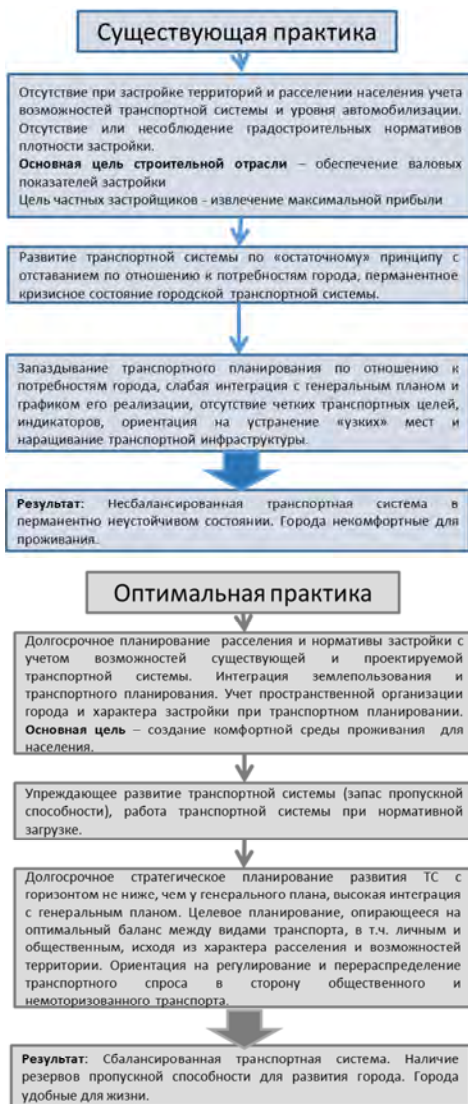 Существующая практика
Отсутствие при застройке территорий и расселении населения учета
возможностей транспортной системы и уровня автомобилизации.
Отсутствие или несоблюдение градостроительных нормативов
плотности застройки.
Основная цель строительной отрасли – обеспечение валовых
показателей застройки
Цель частных застройщиков - извлечение максимальной прибыли
Развитие транспортной системы по «остаточному» принципу с
отставанием по отношению к потребностям города, перманентное
кризисное состояние городской транспортной системы.
Запаздывание транспортного планирования по отношению к
потребностям города, слабая интеграция с генеральным планом и
графиком его реализации, отсутствие четких транспортных целей,
индикаторов, ориентация на устранение «узких» мест и
наращивание транспортной инфраструктуры.
Результат: Несбалансированная транспортная система в
перманентно неустойчивом состоянии. Города некомфортные для
проживания.
Оптимальная практика
Долгосрочное планирование расселения и нормативы застройки с
учетом возможностей существующей и проектируемой
транспортной системы. Интеграция землепользования и
транспортного планирования. Учет пространственной организации
города и характера застройки при транспортном планировании.
Основная цель – создание комфортной среды проживания для
населения.
Упреждающее развитие транспортной системы (запас пропускной
способности), работа транспортной системы при нормативной
загрузке.
Долгосрочное стратегическое планирование развития ТС с
горизонтом не ниже, чем у генерального плана, высокая интеграция
с генеральным планом. Целевое планирование, опирающееся на
оптимальный баланс между видами транспорта, в т.ч. личным и
общественным, исходя из характера расселения и возможностей
территории. Ориентация на регулирование и перераспределение
транспортного спроса в сторону общественного и
немоторизованного транспорта.
Результат: Сбалансированная транспортная система. Наличие
резервов пропускной способности для развития города. Города
удобные для жизни.